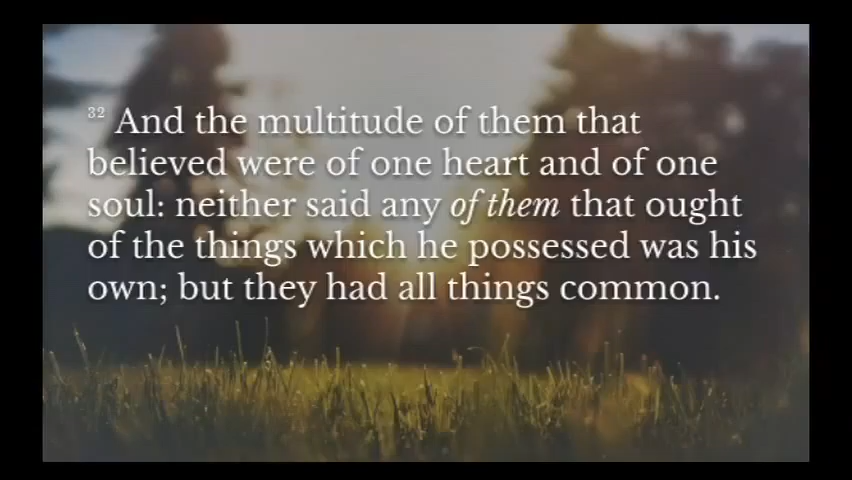 32 And the multitude of them that
believed were of one heart and of one
soul: neither said any of them that ought
of the things which he possessed was his
own; but they had all things common.